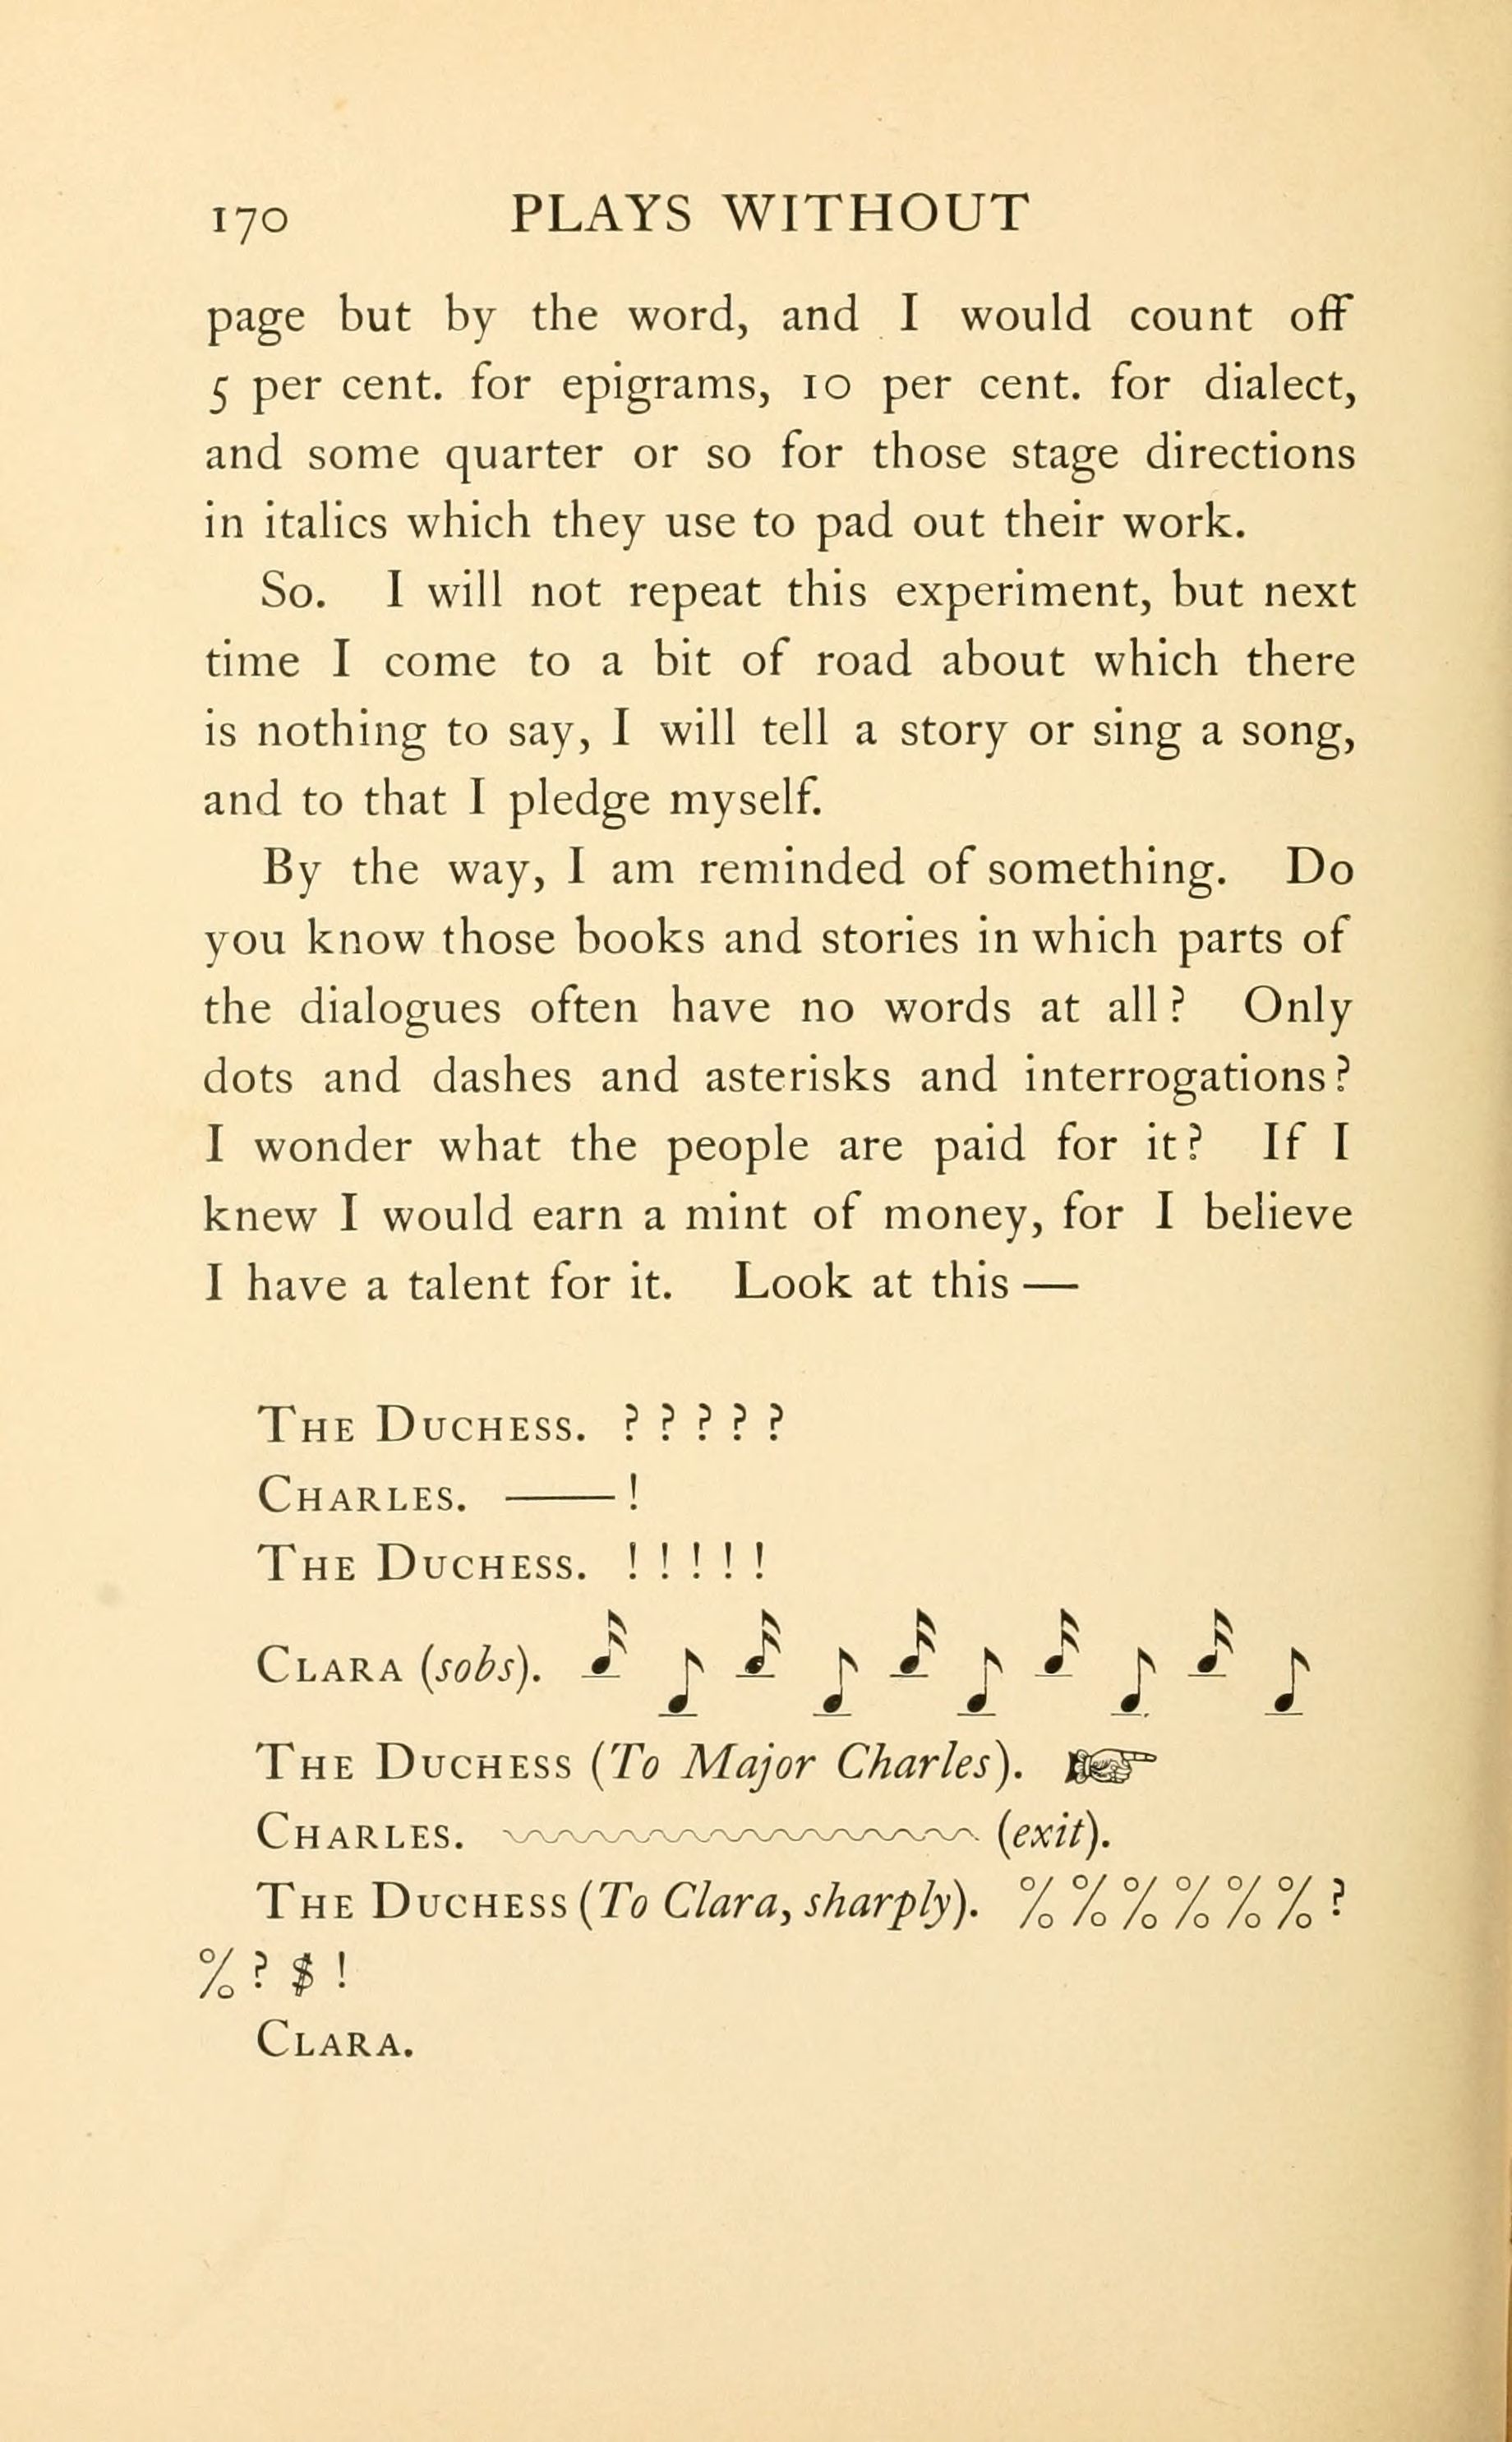 170 PLAYS WITHOUT
page but by the word, and I would count off
5 per cent. for epigrams, 10 per cent. for dialect,
and some quarter or so for those stage directions
in italics which they use to pad out their work.
So. I will not repeat this experiment, but next
time I come to a bit of road about which there
is nothing to say, I will tell a story or sing a song,
and to that I pledge myself.
By the way, I am reminded of something. Do
you know those books and stories in which parts of
the dialogues often have no words at all? Only
dots and dashes and asterisks and interrogations?
I wonder what the people are paid for it? If I
knew I would earn a mint of money, for I believe
I have a talent for it. Look at this —
THE DUCHESS. ? ? ? ? ?
CHARLES. ——!
THE DUCHESS. ! ! ! ! !
CLARA (sobs). 𝅘𝅥𝅯 ♪ 𝅘𝅥𝅯 ♪ 𝅘𝅥𝅯 ♪ 𝅘𝅥𝅯 ♪ 𝅘𝅥𝅯 ♪
THE DUCHESS (To Major Charles). ☞
CHARLES. 〰〰〰〰〰〰 (exit).
THE DUCHESS (To Clara, sharply). % % % % % % ?
% ? $ !
CLARA.